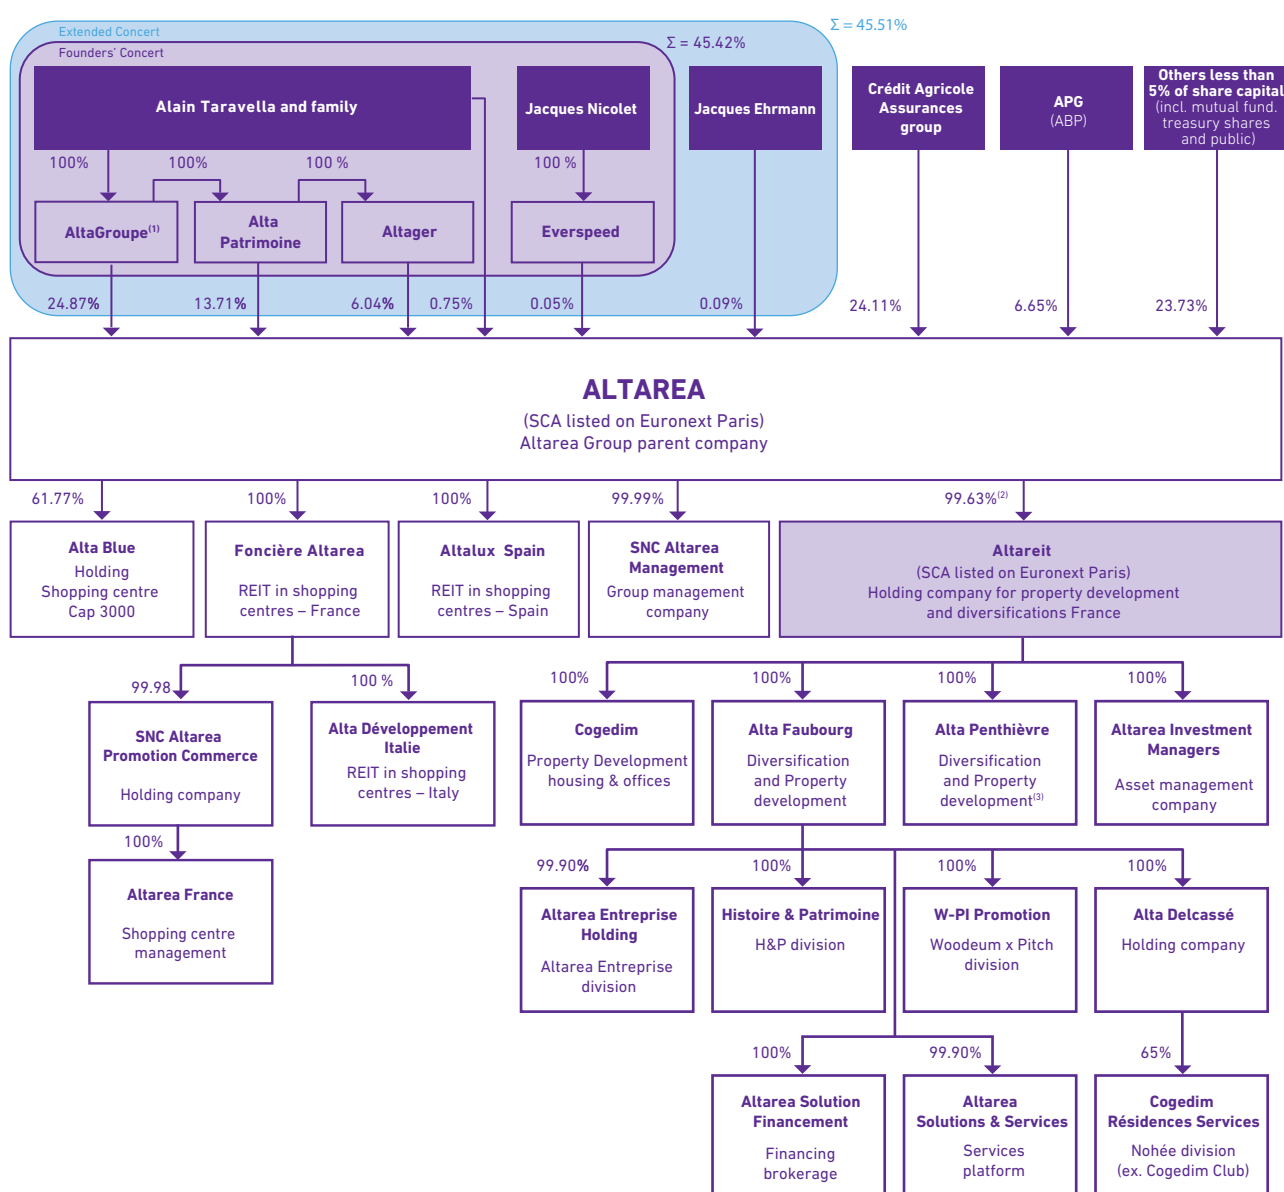 Extended Concert
Σ = 45.51%
Founders' Concert
Σ = 45.42%
Alain Taravella and family
Jacques Nicolet
Jacques Ehrmann
Crédit Agricole
Assurances
group
APG
(ABP)
Others less than
5% of share capital
(incl. mutual fund.
treasury shares
and public)
100%
100%
100 %
100 %
AltaGroupe(1)
Alta
Patrimoine
Altager
Everspeed
24.87%
13.71%
6.04%
0.75%
0.05%
0.09%
24.11%
6.65%
23.73%
ALTAREA
(SCA listed on Euronext Paris)
Altarea Group parent company
61.77%
100%
100%
99.99%
99.63%(2)
Alta Blue
Holding
Shopping centre
Cap 3000
Foncière Altarea
REIT in shopping
centres – France
Altalux Spain
REIT in shopping
centres – Spain
SNC Altarea
Management
Group management
company
Altareit
(SCA listed on Euronext Paris)
Holding company for property development
and diversifications France
99.98
100 %
100%
100%
100%
100%
SNC Altarea
Promotion Commerce
Holding company
Alta Développement
Italie
REIT in shopping
centres – Italy
Cogedim
Property Development
housing & offices
Alta Faubourg
Diversification
and Property
development
Alta Penthièvre
Diversification
and Property
development(3)
Altarea Investment
Managers
Asset management
company
100%
99.90%
100%
100%
100%
Altarea France
Shopping centre
management
Altarea Entreprise
Holding
Altarea Entreprise
division
Histoire & Patrimoine
H&P division
W-PI Promotion
Woodeum x Pitch
division
Alta Delcassé
Holding company
100%
99.90%
65%
Altarea Solution
Financement
Financing
brokerage
Altarea
Solutions & Services
Services
platform
Cogedim
Résidences Services
Nohée division
(ex. Cogedim Club)